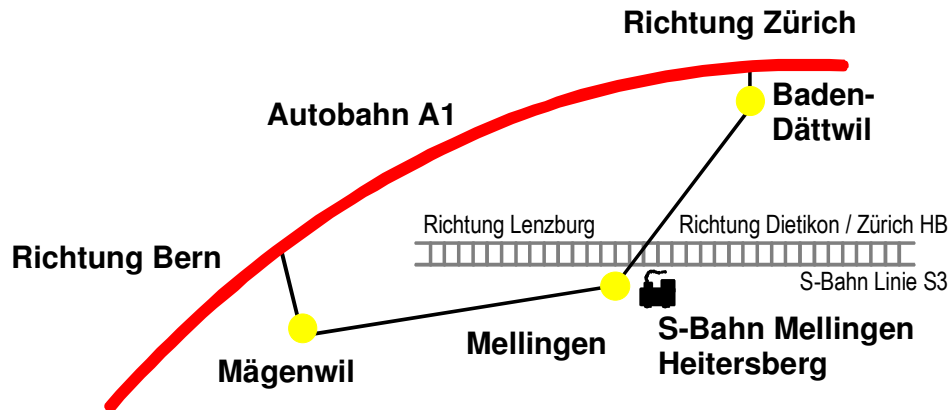 Richtung Zürich
Baden-
Dättwil
Autobahn A1
Richtung Lenzburg
Richtung Dietikon / Zürich HB
Richtung Bern
S-Bahn Linie S3
Mellingen
S-Bahn Mellingen
Heitersberg
Mägenwil